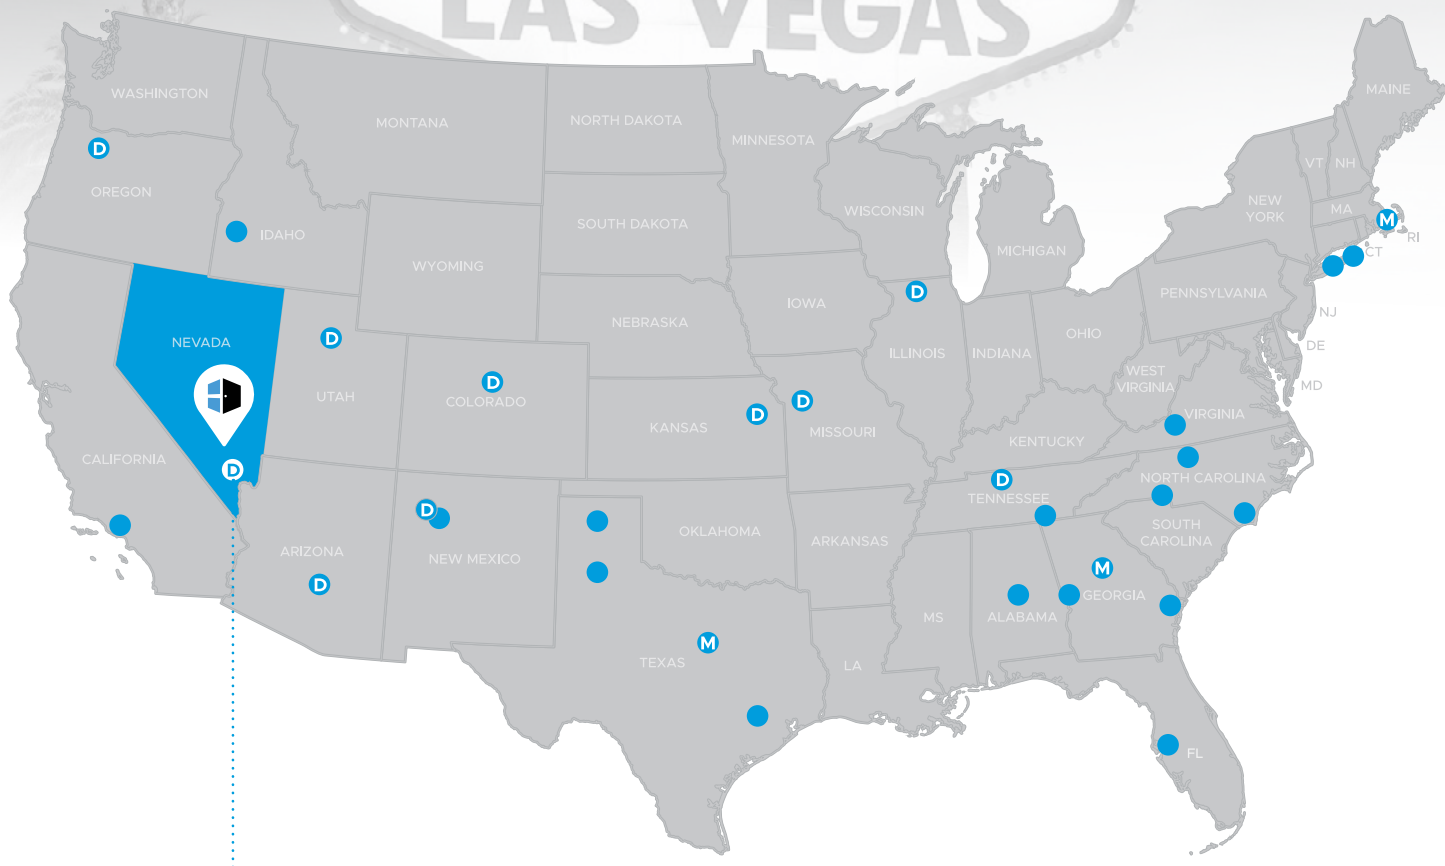 LAS VEGAS
WASHINGTON
MONTANA
NORTH DAKOTA
MINNESOTA
MAINE
D
OREGON
VT
NH
IDAHO
SOUTH DAKOTA
WISCONSIN
NEW
YORK
MA
M
RI
MICHIGAN
CT
WYOMING
D
IOWA
PENNSYLVANIA
NEBRASKA
NJ
NEVADA
D
OHIO
DE
ILLINOIS
INDIANA
WEST
VIRGINIA
MD
UTAH
D
COLORADO
D
D
KANSAS
MISSOURI
VIRGINIA
KENTUCKY
CALIFORNIA
D
D
TENNESSEE
NORTH CAROLINA
D
OKLAHOMA
SOUTH
CAROLINA
ARIZONA
NEW MEXICO
ARKANSAS
D
M
GEORGIA
MS
ALABAMA
M
TEXAS
LA
FL